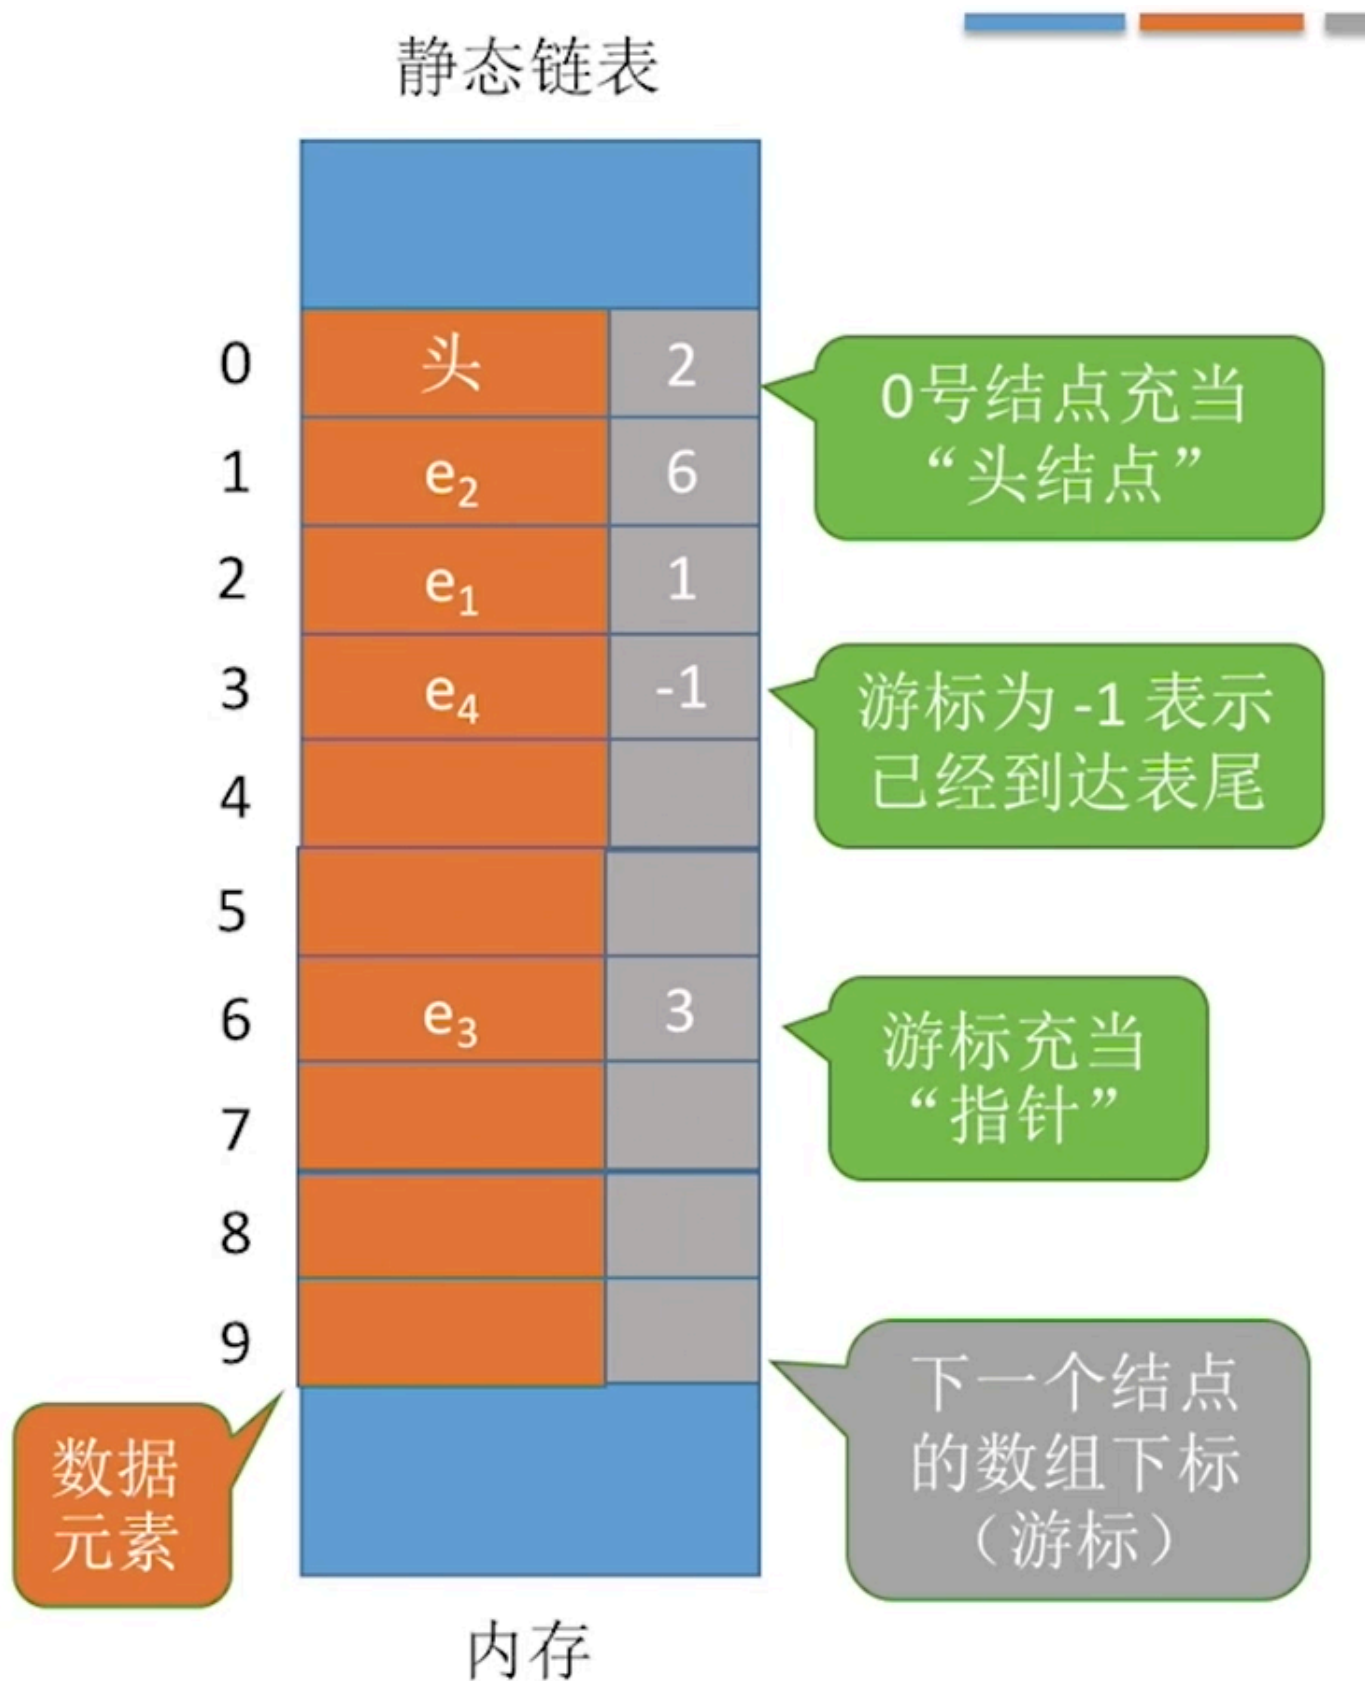 静态链表
0 头 2
0号结点充当
“头结点”
1 e₂ 6
2 e₁ 1
3 e₄ -1
游标为 -1 表示
已经到达表尾
4
5
6 e₃ 3
游标充当
“指针”
7
8
9
下一个结点
的数组下标
（游标）
数据
元素
内存